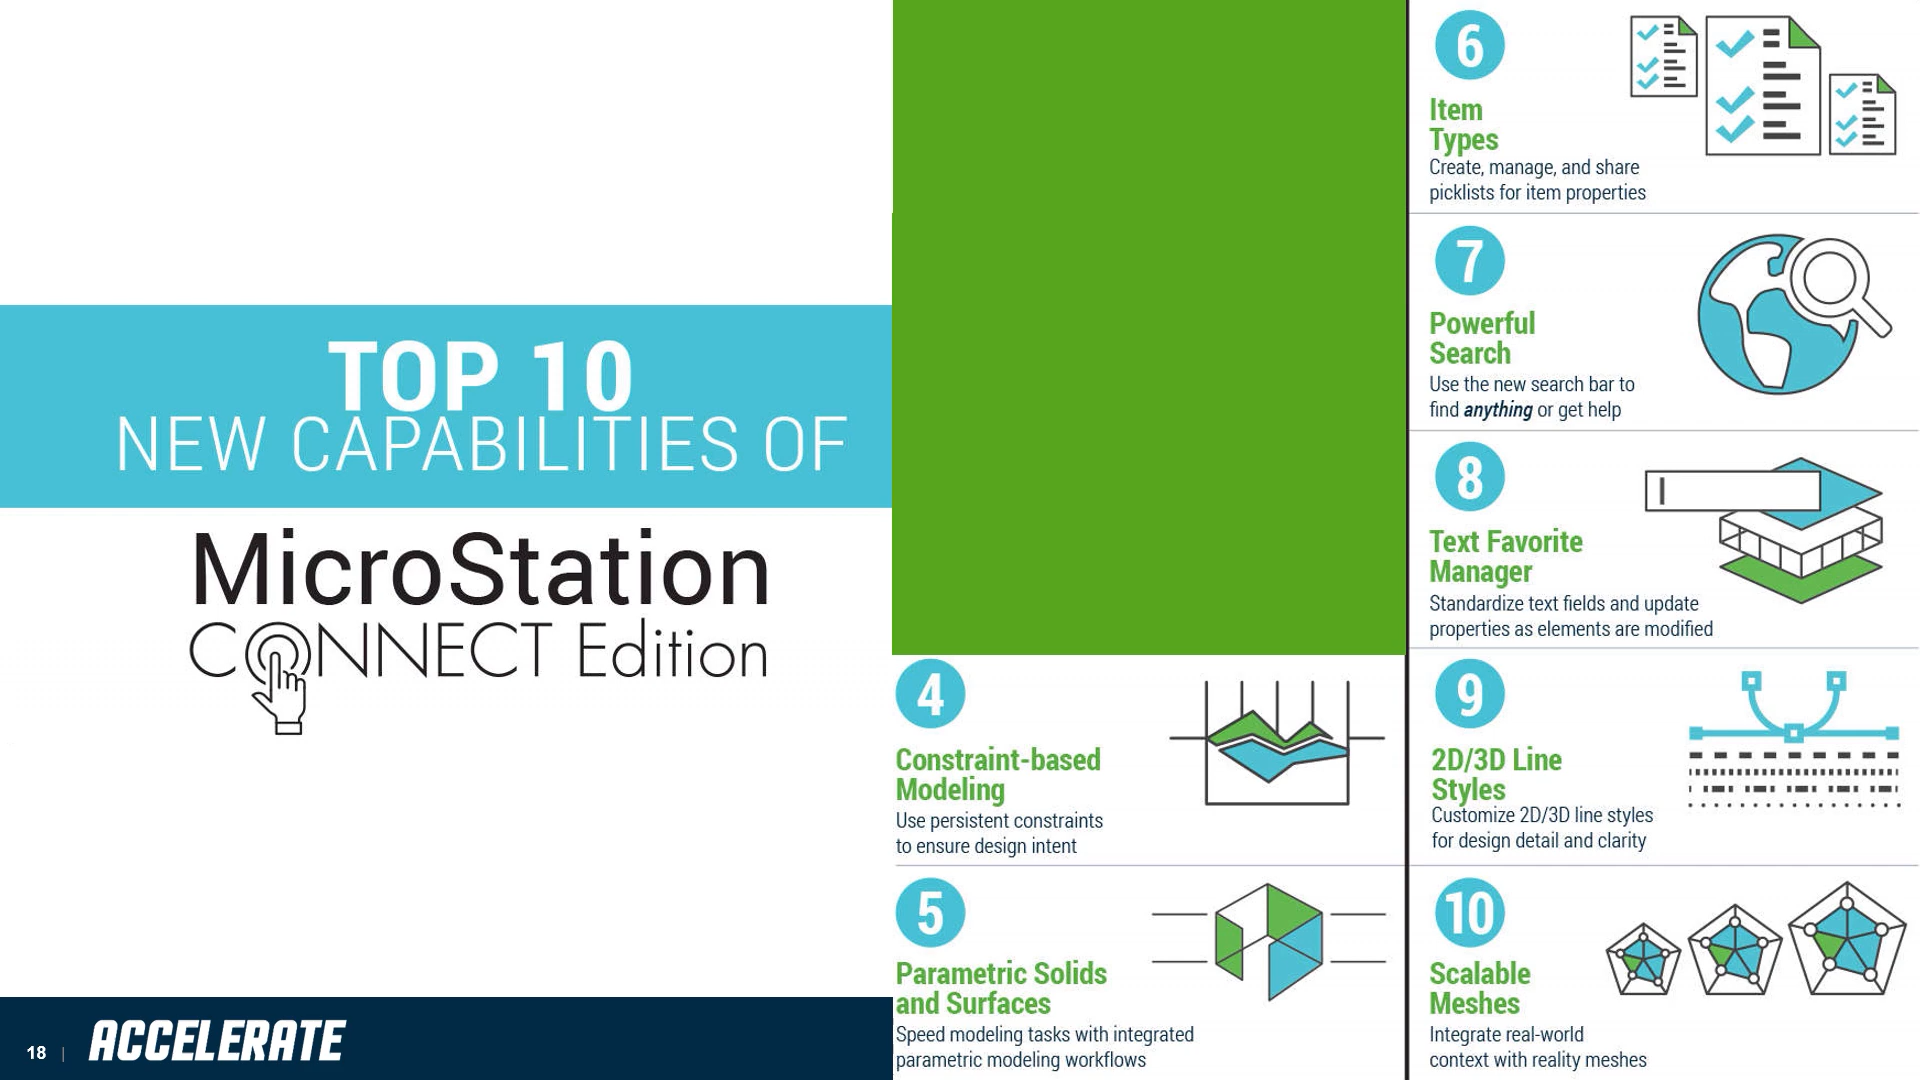 TOP 10
NEW CAPABILITIES OF
MicroStation
CONNECT Edition
18 | ACCELERATE
4
Constraint-based
Modeling
Use persistent constraints
to ensure design intent
5
Parametric Solids
and Surfaces
Speed modeling tasks with integrated
parametric modeling workflows
6
Item
Types
Create, manage, and share
picklists for item properties
7
Powerful
Search
Use the new search bar to
find anything or get help
8
Text Favorite
Manager
Standardize text fields and update
properties as elements are modified
9
2D/3D Line
Styles
Customize 2D/3D line styles
for design detail and clarity
10
Scalable
Meshes
Integrate real-world
context with reality meshes